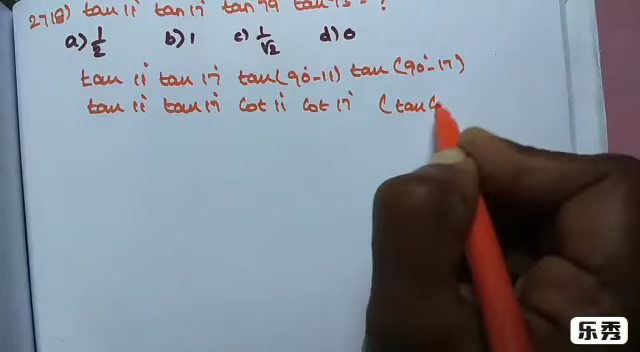 27(8) tan 11° tan 17° tan 79° tan 73° = ?
a) 1/2 b) 1 c) 1/√2 d) 0
tan 11° tan 17° tan(90°-11) tan(90°-17)
tan 11° tan 17° cot 11° cot 17° (tan(
乐秀